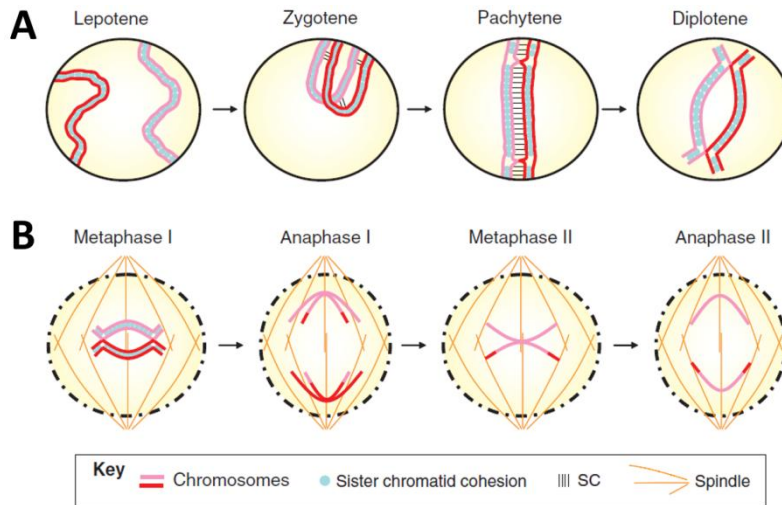 A
Lepotene
Zygotene
Pachytene
Diplotene
B
Metaphase I
Anaphase I
Metaphase II
Anaphase II
Key
Chromosomes
Sister chromatid cohesion
SC
Spindle